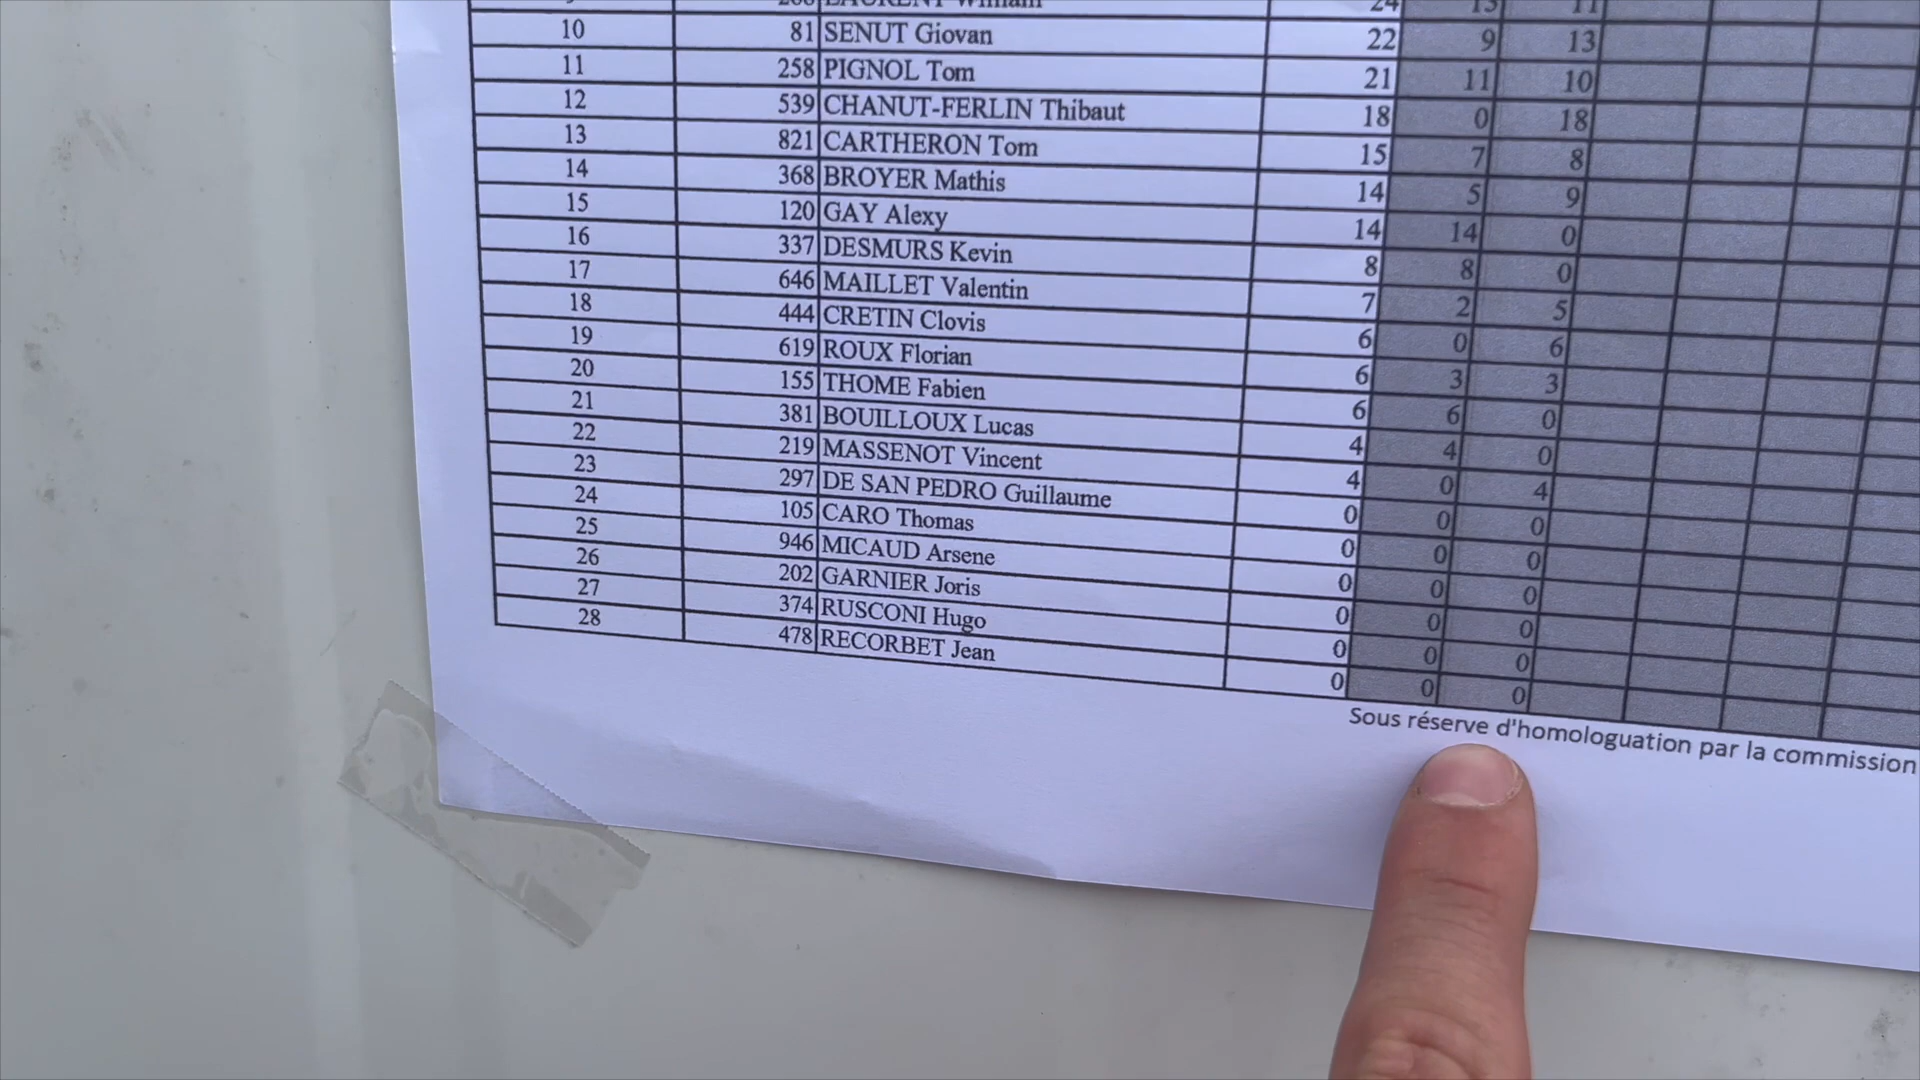 10 81 SENUT Giovan 22 9 13
11 258 PIGNOL Tom 21 11 10
12 539 CHANUT-FERLIN Thibaut 18 0 18
13 821 CARTHERON Tom 15 7 8
14 368 BROYER Mathis 14 5 9
15 120 GAY Alexy 14 14 0
16 337 DESMURS Kevin 8 8 0
17 646 MAILLET Valentin 7 2 5
18 444 CRETIN Clovis 6 0 6
19 619 ROUX Florian 6 3 3
20 155 THOME Fabien 6 6 0
21 381 BOUILLOUX Lucas 4 4 0
22 219 MASSENOT Vincent 4 0 4
23 297 DE SAN PEDRO Guillaume 0 0 0
24 105 CARO Thomas 0 0 0
25 946 MICAUD Arsene 0 0 0
26 202 GARNIER Joris 0 0 0
27 374 RUSCONI Hugo 0 0 0
28 478 RECORBET Jean 0 0 0
Sous réserve d'homologuation par la commission